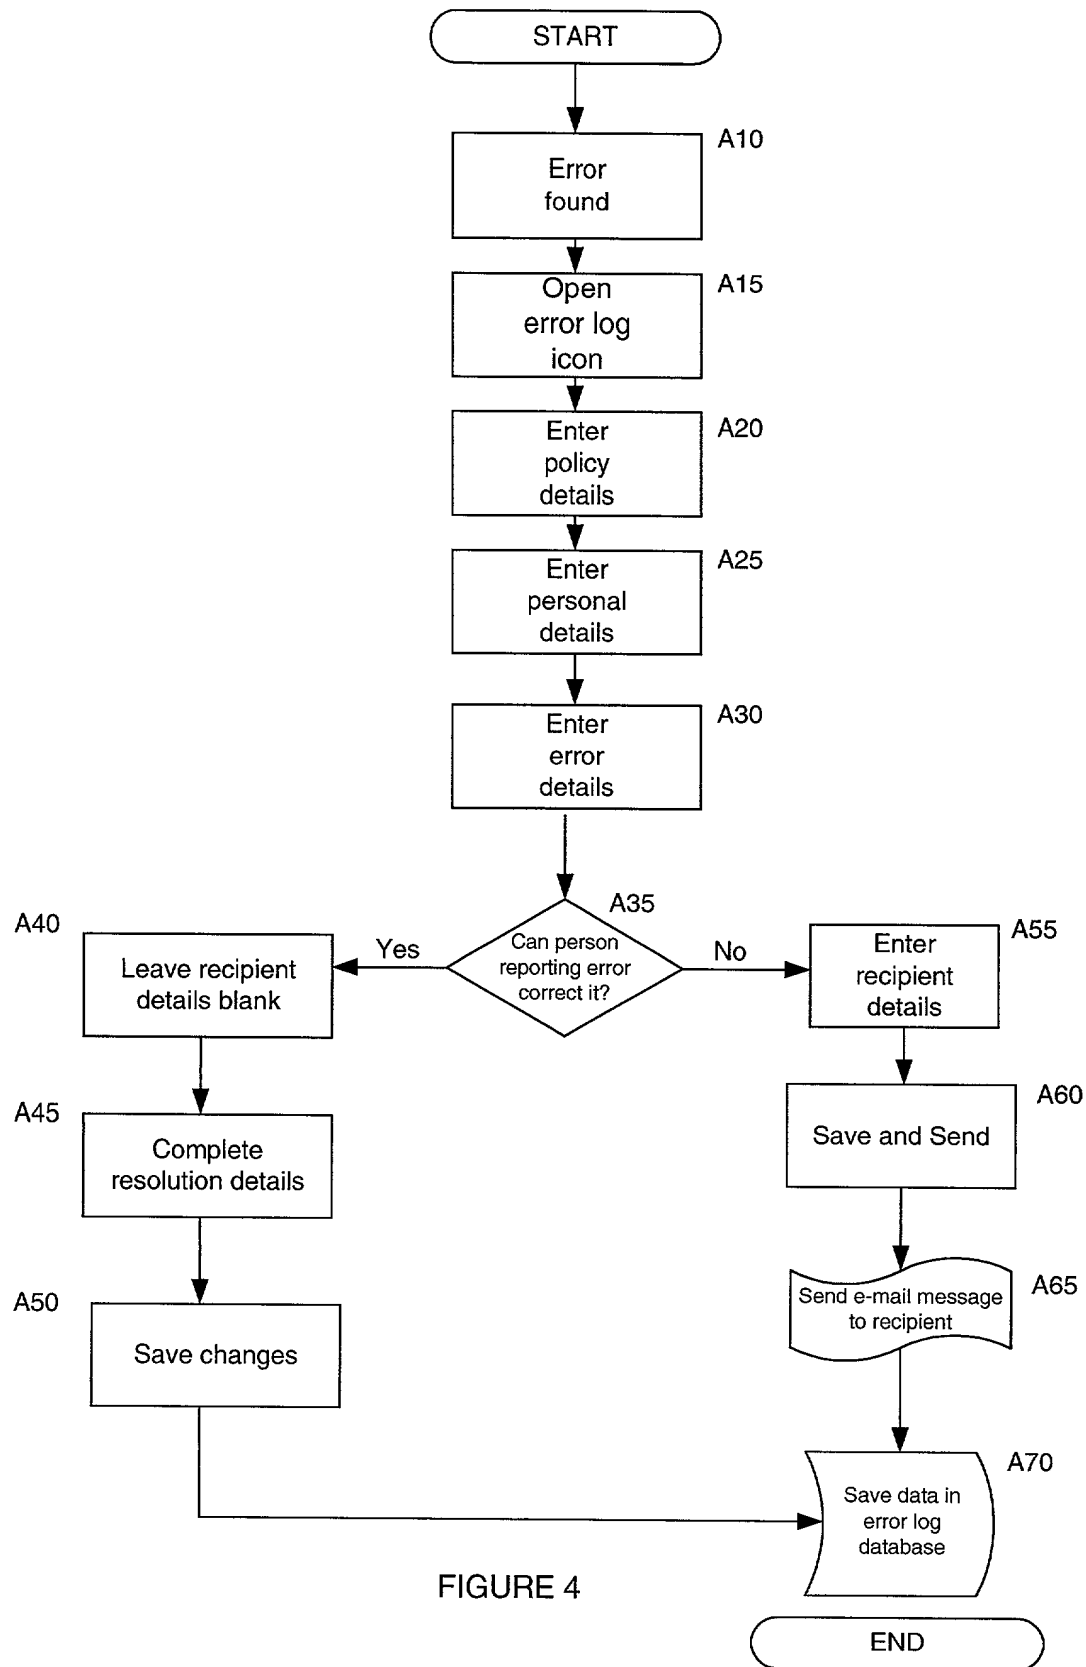 START
A10
Error
found
A15
Open
error log
icon
A20
Enter
policy
details
A25
Enter
personal
details
A30
Enter
error
details
A35
Can person
reporting error
correct it?
Yes
No
A40
Leave recipient
details blank
A45
Complete
resolution details
A50
Save changes
A55
Enter
recipient
details
A60
Save and Send
A65
Send e-mail message
to recipient
A70
Save data in
error log
database
FIGURE 4
END